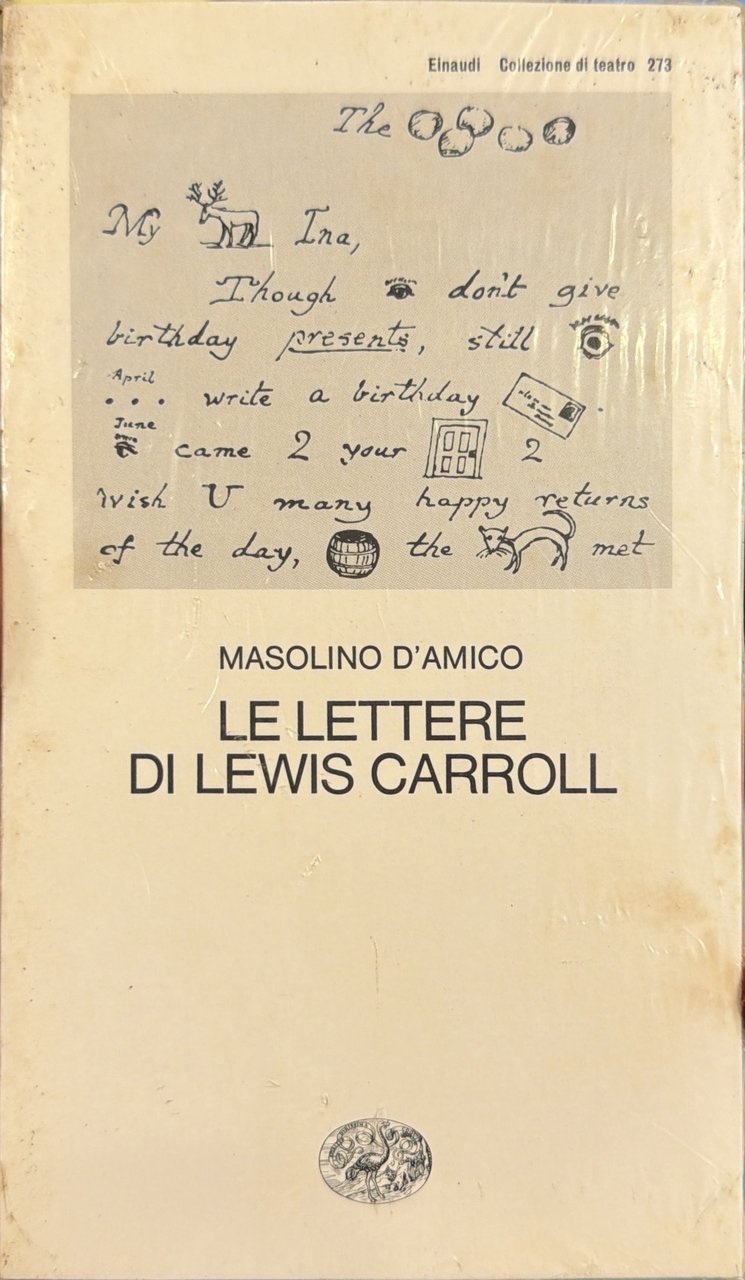 Einaudi Collezione di teatro 273
The
My Ina,
Though don't give
birthday presents, still
April
... write a birthday .
June
came 2 your 2
wish U many happy returns
of the day, the met
MASOLINO D'AMICO
LE LETTERE
DI LEWIS CARROLL